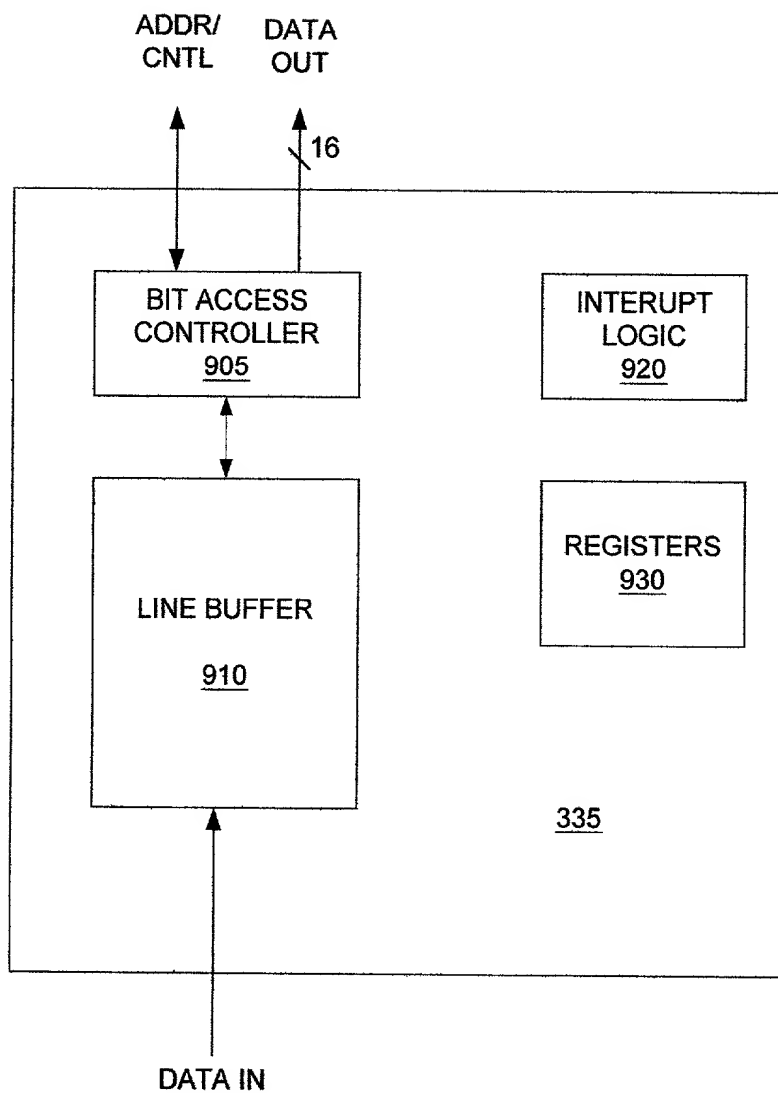 ADDR/
CNTL
DATA
OUT
16
BIT ACCESS
CONTROLLER
905
INTERUPT
LOGIC
920
LINE BUFFER
910
REGISTERS
930
335
DATA IN